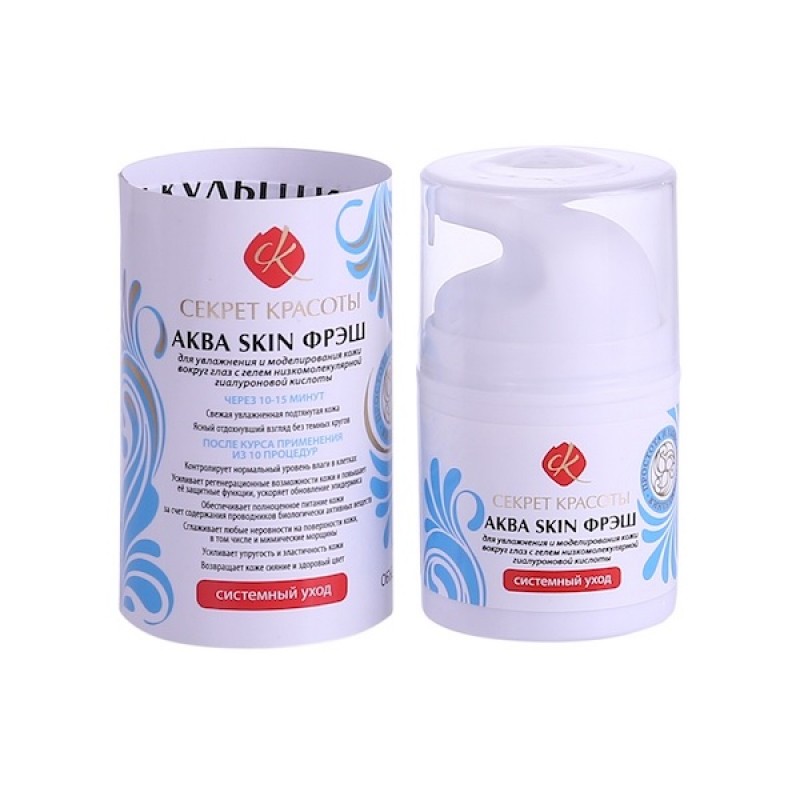 СК
СЕКРЕТ КРАСОТЫ
АКВА SKIN ФРЭШ
для увлажнения и моделирования кожи
вокруг глаз с гелем низкомолекулярной
гиалуроновой кислоты
ЧЕРЕЗ 10-15 МИНУТ
Свежая увлажненная подтянутая кожа
Ясный отдохнувший взгляд без темных кругов
ПОСЛЕ КУРСА ПРИМЕНЕНИЯ
ИЗ 10 ПРОЦЕДУР
Контролирует нормальный уровень влаги в клетках
Усиливает регенерационные возможности кожи и повышает
её защитные функции, ускоряет обновление эпидермиса
Обеспечивает полноценное питание кожи
за счет содержания проводников биологически активных веществ
Сглаживает любые неровности на поверхности кожи,
в том числе и мимические морщины
Усиливает упругость и эластичность кожи
Возвращает коже сияние и здоровый цвет
СИСТЕМНЫЙ УХОД
СК
СЕКРЕТ КРАСОТЫ
АКВА SKIN ФРЭШ
для увлажнения и моделирования кожи
вокруг глаз с гелем низкомолекулярной
гиалуроновой кислоты
СИСТЕМНЫЙ УХОД